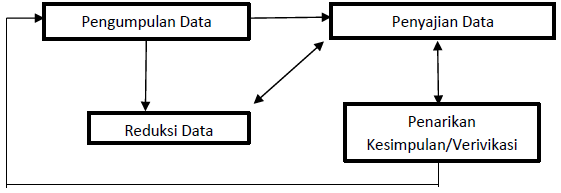 Pengumpulan Data
Penyajian Data
Reduksi Data
Penarikan
Kesimpulan/Verivikasi